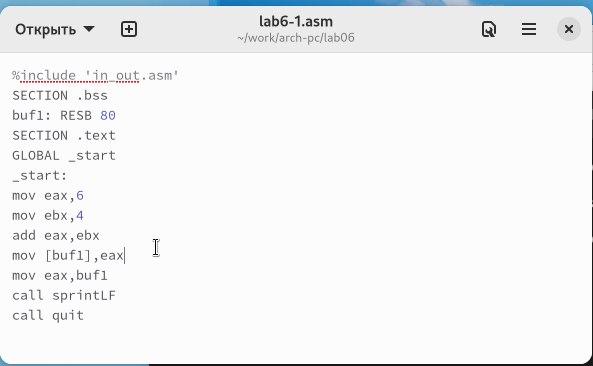 Открыть
lab6-1.asm
~/work/arch-pc/lab06
%include 'in_out.asm'
SECTION .bss
buf1: RESB 80
SECTION .text
GLOBAL _start
_start:
mov eax,6
mov ebx,4
add eax,ebx
mov [buf1],eax
mov eax,buf1
call sprintLF
call quit